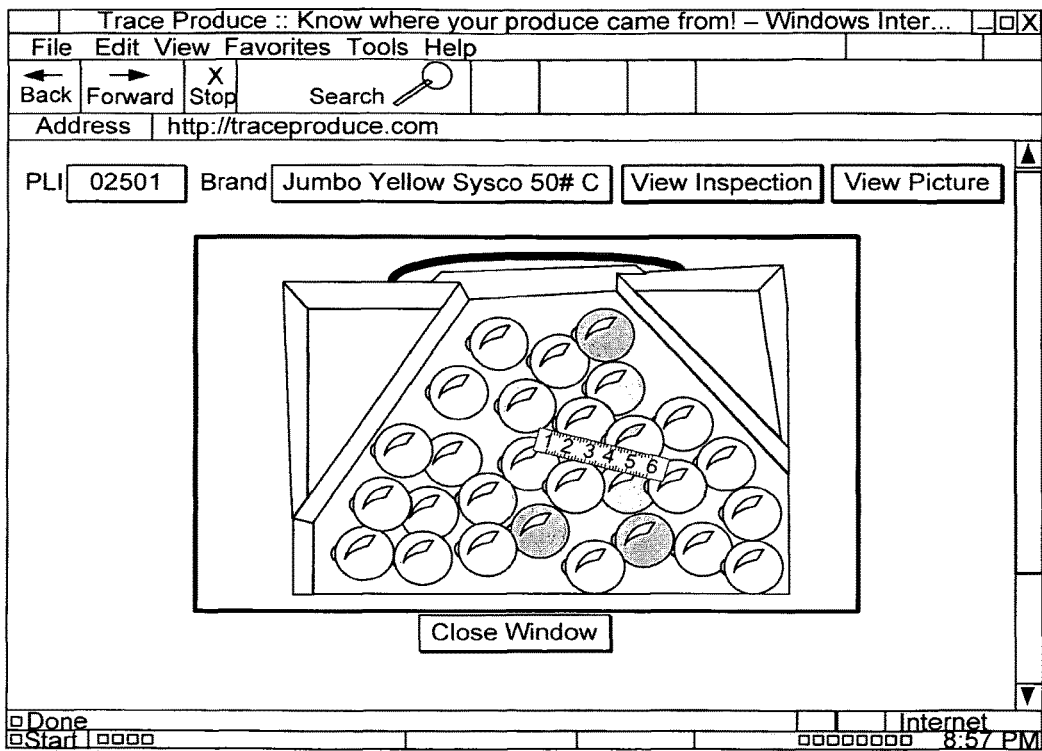 Trace Produce :: Know where your produce came from! – Windows Inter... _ □ X
File Edit View Favorites Tools Help
Back Forward X Stop Search
Address http://traceproduce.com
PLI 02501 Brand Jumbo Yellow Sysco 50# C View Inspection View Picture
1 2 3 4 5 6
Close Window
Done Internet
Start 8:57 PM